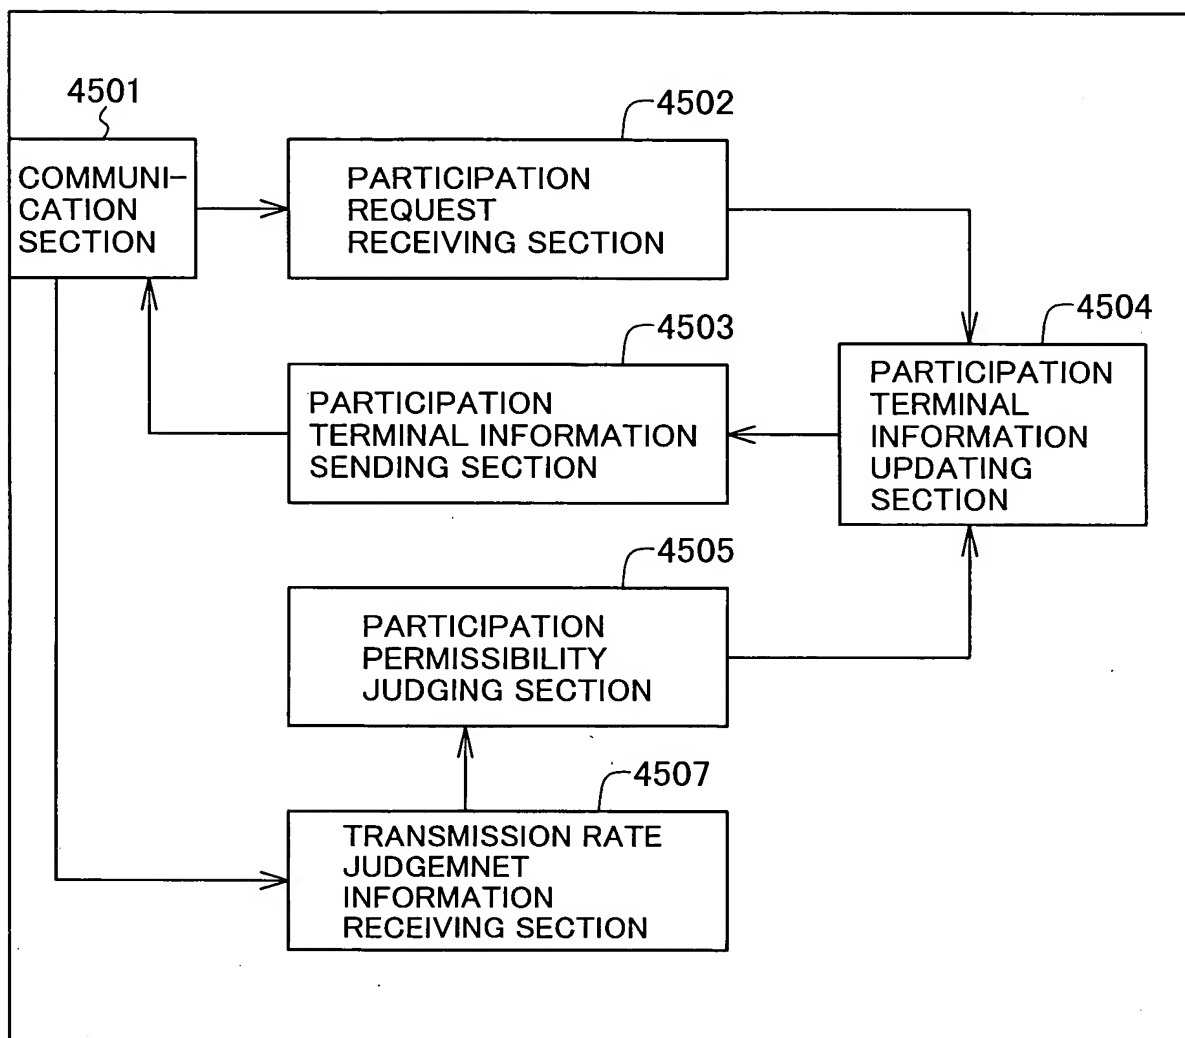 4501
COMMUNI-
CATION
SECTION
4502
PARTICIPATION
REQUEST
RECEIVING SECTION
4503
PARTICIPATION
TERMINAL INFORMATION
SENDING SECTION
4504
PARTICIPATION
TERMINAL
INFORMATION
UPDATING
SECTION
4505
PARTICIPATION
PERMISSIBILITY
JUDGING SECTION
4507
TRANSMISSION RATE
JUDGEMNET
INFORMATION
RECEIVING SECTION